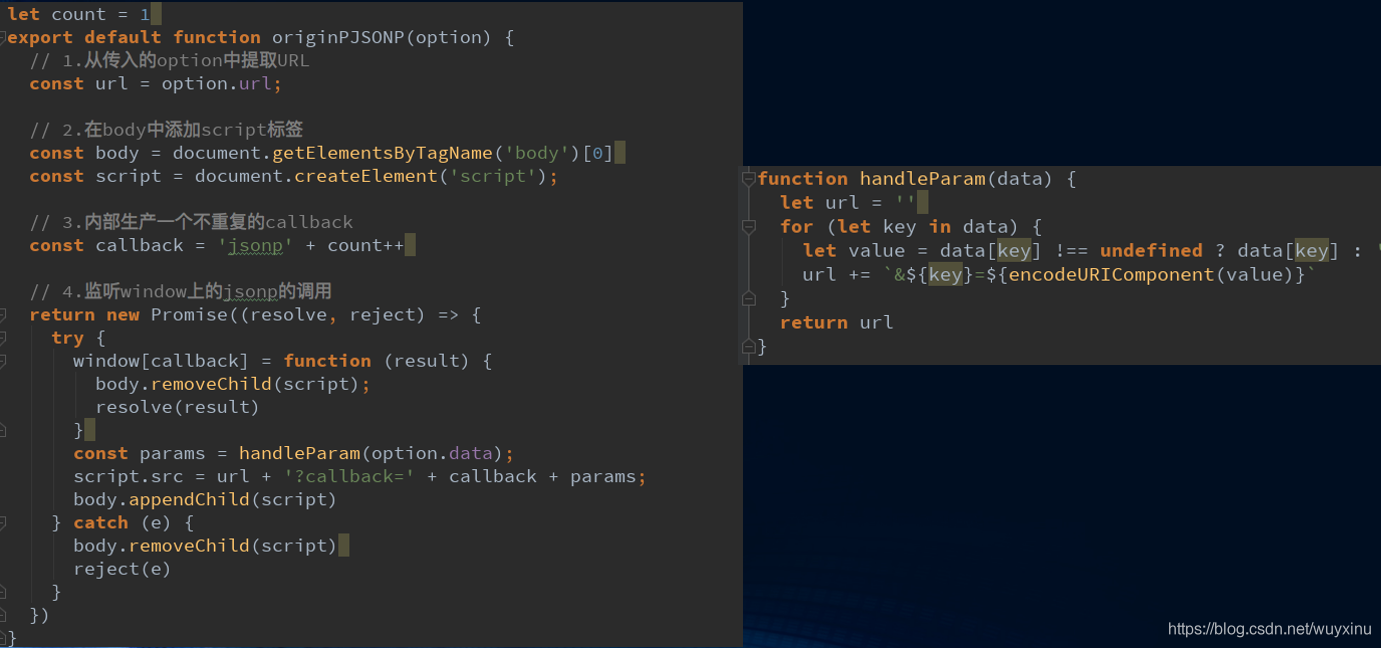 let count = 1
export default function originPJSONP(option) {
  // 1.从传入的option中提取URL
  const url = option.url;

  // 2.在body中添加script标签
  const body = document.getElementsByTagName('body')[0]
  const script = document.createElement('script');

  // 3.内部生产一个不重复的callback
  const callback = 'jsonp' + count++

  // 4.监听window上的jsonp的调用
  return new Promise((resolve, reject) => {
    try {
      window[callback] = function (result) {
        body.removeChild(script);
        resolve(result)
      }
      const params = handleParam(option.data);
      script.src = url + '?callback=' + callback + params;
      body.appendChild(script)
    } catch (e) {
      body.removeChild(script)
      reject(e)
    }
  })
}
function handleParam(data) {
  let url = ''
  for (let key in data) {
    let value = data[key] !== undefined ? data[key] : '
    url += `&${key}=${encodeURIComponent(value)}`
  }
  return url
}
https://blog.csdn.net/wuyxinu